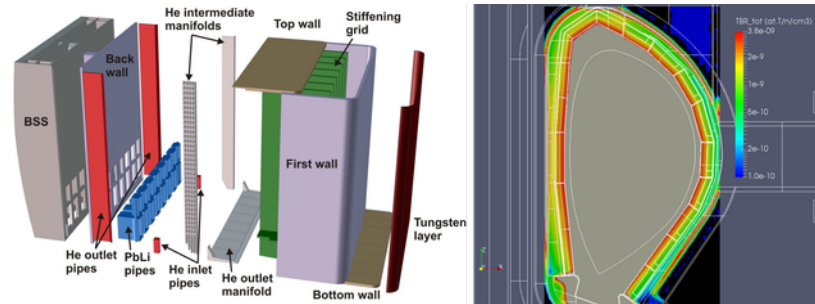 He intermediate
manifolds
Top wall
Stiffening
grid
Back
wall
BSS
First wall
Tungsten
layer
He outlet
pipes
PbLi
pipes
He inlet
pipes
He outlet
manifold
Bottom wall
TBR_tot (at.T/n/cm3)
3.8e-09
2e-9
1e-9
5e-10
2e-10
1.0e-10